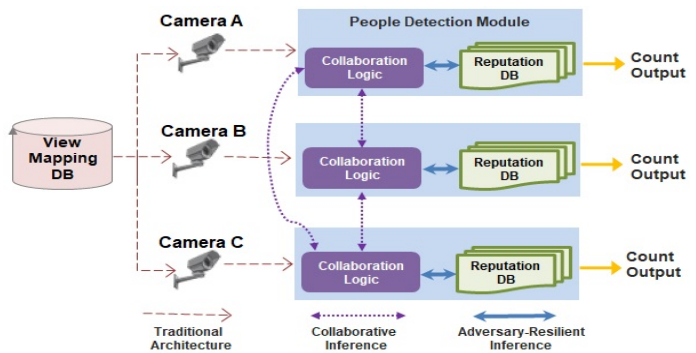 Camera A
People Detection Module
Collaboration
Logic
Reputation
DB
Count
Output
View
Mapping
DB
Camera B
Collaboration
Logic
Reputation
DB
Count
Output
Camera C
Collaboration
Logic
Reputation
DB
Count
Output
Traditional
Architecture
Collaborative
Inference
Adversary-Resilient
Inference